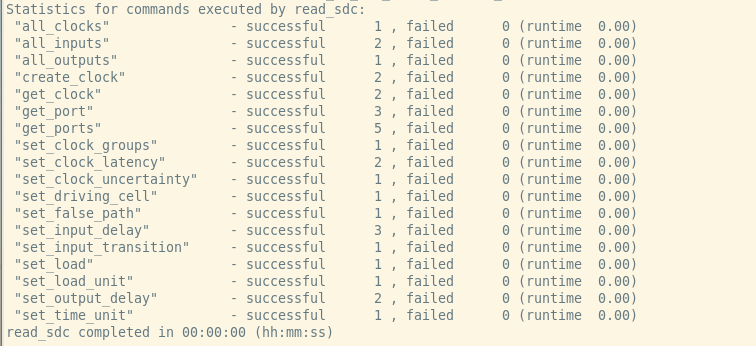 Statistics for commands executed by read_sdc:
"all_clocks" - successful 1 , failed 0 (runtime 0.00)
"all_inputs" - successful 2 , failed 0 (runtime 0.00)
"all_outputs" - successful 1 , failed 0 (runtime 0.00)
"create_clock" - successful 2 , failed 0 (runtime 0.00)
"get_clock" - successful 2 , failed 0 (runtime 0.00)
"get_port" - successful 3 , failed 0 (runtime 0.00)
"get_ports" - successful 5 , failed 0 (runtime 0.00)
"set_clock_groups" - successful 1 , failed 0 (runtime 0.00)
"set_clock_latency" - successful 2 , failed 0 (runtime 0.00)
"set_clock_uncertainty" - successful 1 , failed 0 (runtime 0.00)
"set_driving_cell" - successful 1 , failed 0 (runtime 0.00)
"set_false_path" - successful 1 , failed 0 (runtime 0.00)
"set_input_delay" - successful 3 , failed 0 (runtime 0.00)
"set_input_transition" - successful 1 , failed 0 (runtime 0.00)
"set_load" - successful 1 , failed 0 (runtime 0.00)
"set_load_unit" - successful 1 , failed 0 (runtime 0.00)
"set_output_delay" - successful 2 , failed 0 (runtime 0.00)
"set_time_unit" - successful 1 , failed 0 (runtime 0.00)
read_sdc completed in 00:00:00 (hh:mm:ss)